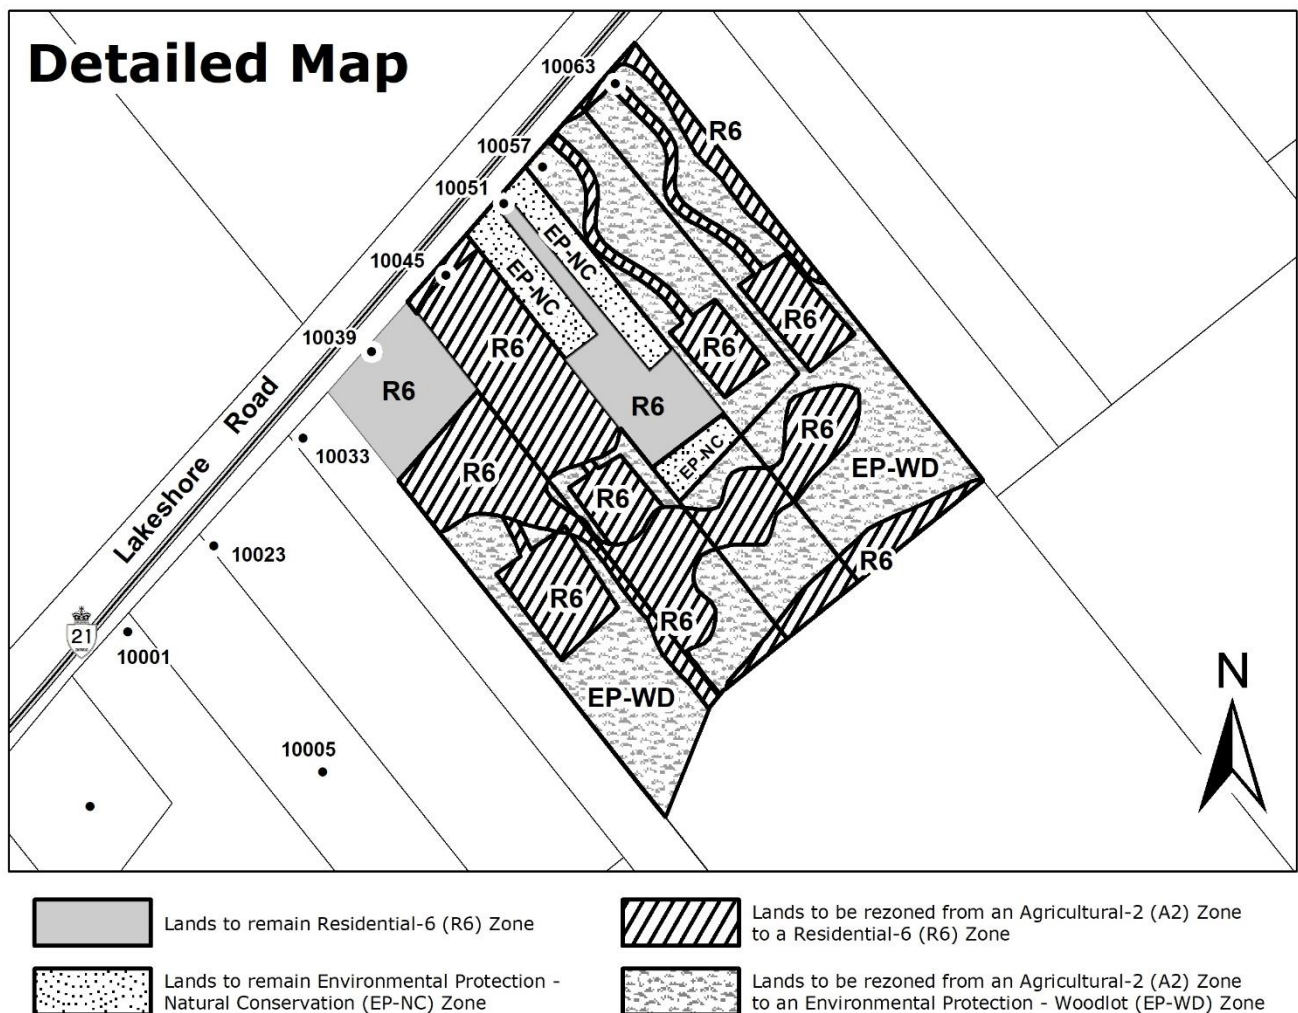 Detailed Map
10063
R6
10057
10051
EP-NC
EP-NC
10045
R6
R6
10039
R6
R6
R6
R6
EP-NC
EP-WD
10033
R6
R6
Lakeshore Road
10023
R6
R6
R6
21
10001
N
EP-WD
10005
Lands to remain Residential-6 (R6) Zone
Lands to be rezoned from an Agricultural-2 (A2) Zone
to a Residential-6 (R6) Zone
Lands to remain Environmental Protection -
Natural Conservation (EP-NC) Zone
Lands to be rezoned from an Agricultural-2 (A2) Zone
to an Environmental Protection - Woodlot (EP-WD) Zone